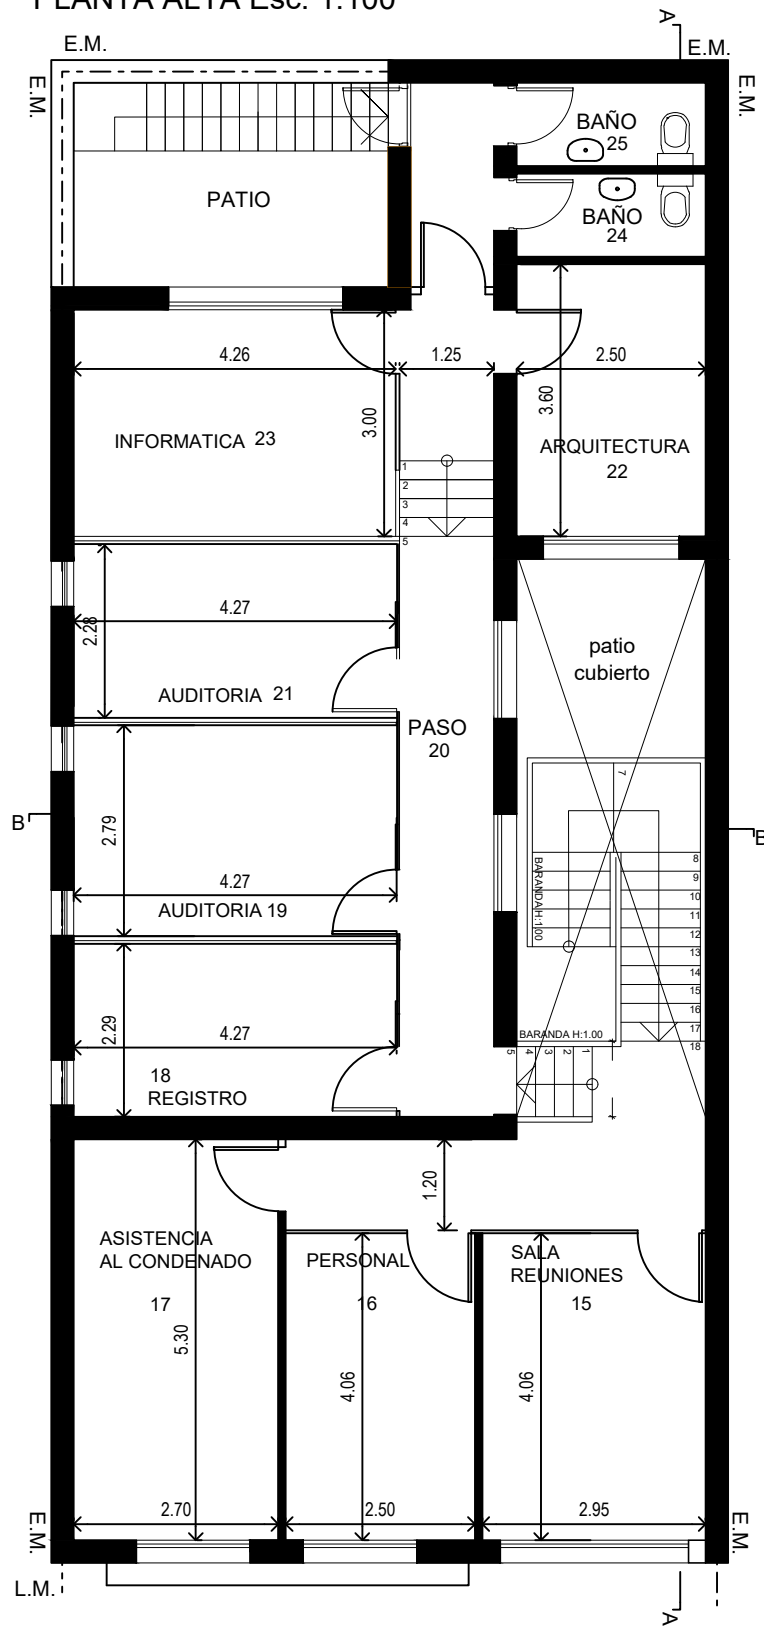 PLANTA ALTA Esc. 1:100
A
E.M.
E.M.
E.M.
E.M.
BAÑO
25
PATIO
BAÑO
24
4.26
1.25
2.50
3.60
3.00
INFORMATICA 23
ARQUITECTURA
22
1
2
3
4
5
2.28
4.27
patio
cubierto
AUDITORIA 21
PASO
20
7
B
B
2.79
8
9
10
11
12
13
14
15
16
17
18
BARANDA H:1.00
4.27
AUDITORIA 19
2.29
4.27
BARANDA H:1.00
5
4
3
2
1
18
REGISTRO
1.20
ASISTENCIA
AL CONDENADO
17
PERSONAL
16
SALA
REUNIONES
15
5.30
4.06
4.06
2.70
2.50
2.95
E.M.
E.M.
L.M.
A